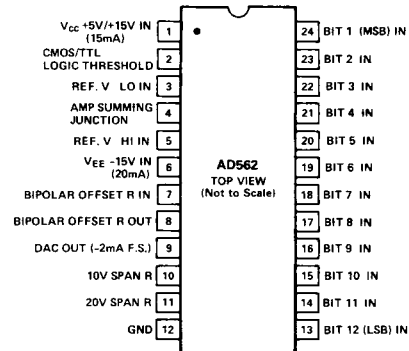 VCC +5V/+15V IN
(15mA)
1
CMOS/TTL
LOGIC THRESHOLD
2
REF. V LO IN
3
AMP SUMMING
JUNCTION
4
REF. V HI IN
5
VEE -15V IN
(20mA)
6
BIPOLAR OFFSET R IN
7
BIPOLAR OFFSET R OUT
8
DAC OUT (-2mA F.S.)
9
10V SPAN R
10
20V SPAN R
11
GND
12
AD562
TOP VIEW
(Not to Scale)
24 BIT 1 (MSB) IN
23 BIT 2 IN
22 BIT 3 IN
21 BIT 4 IN
20 BIT 5 IN
19 BIT 6 IN
18 BIT 7 IN
17 BIT 8 IN
16 BIT 9 IN
15 BIT 10 IN
14 BIT 11 IN
13 BIT 12 (LSB) IN